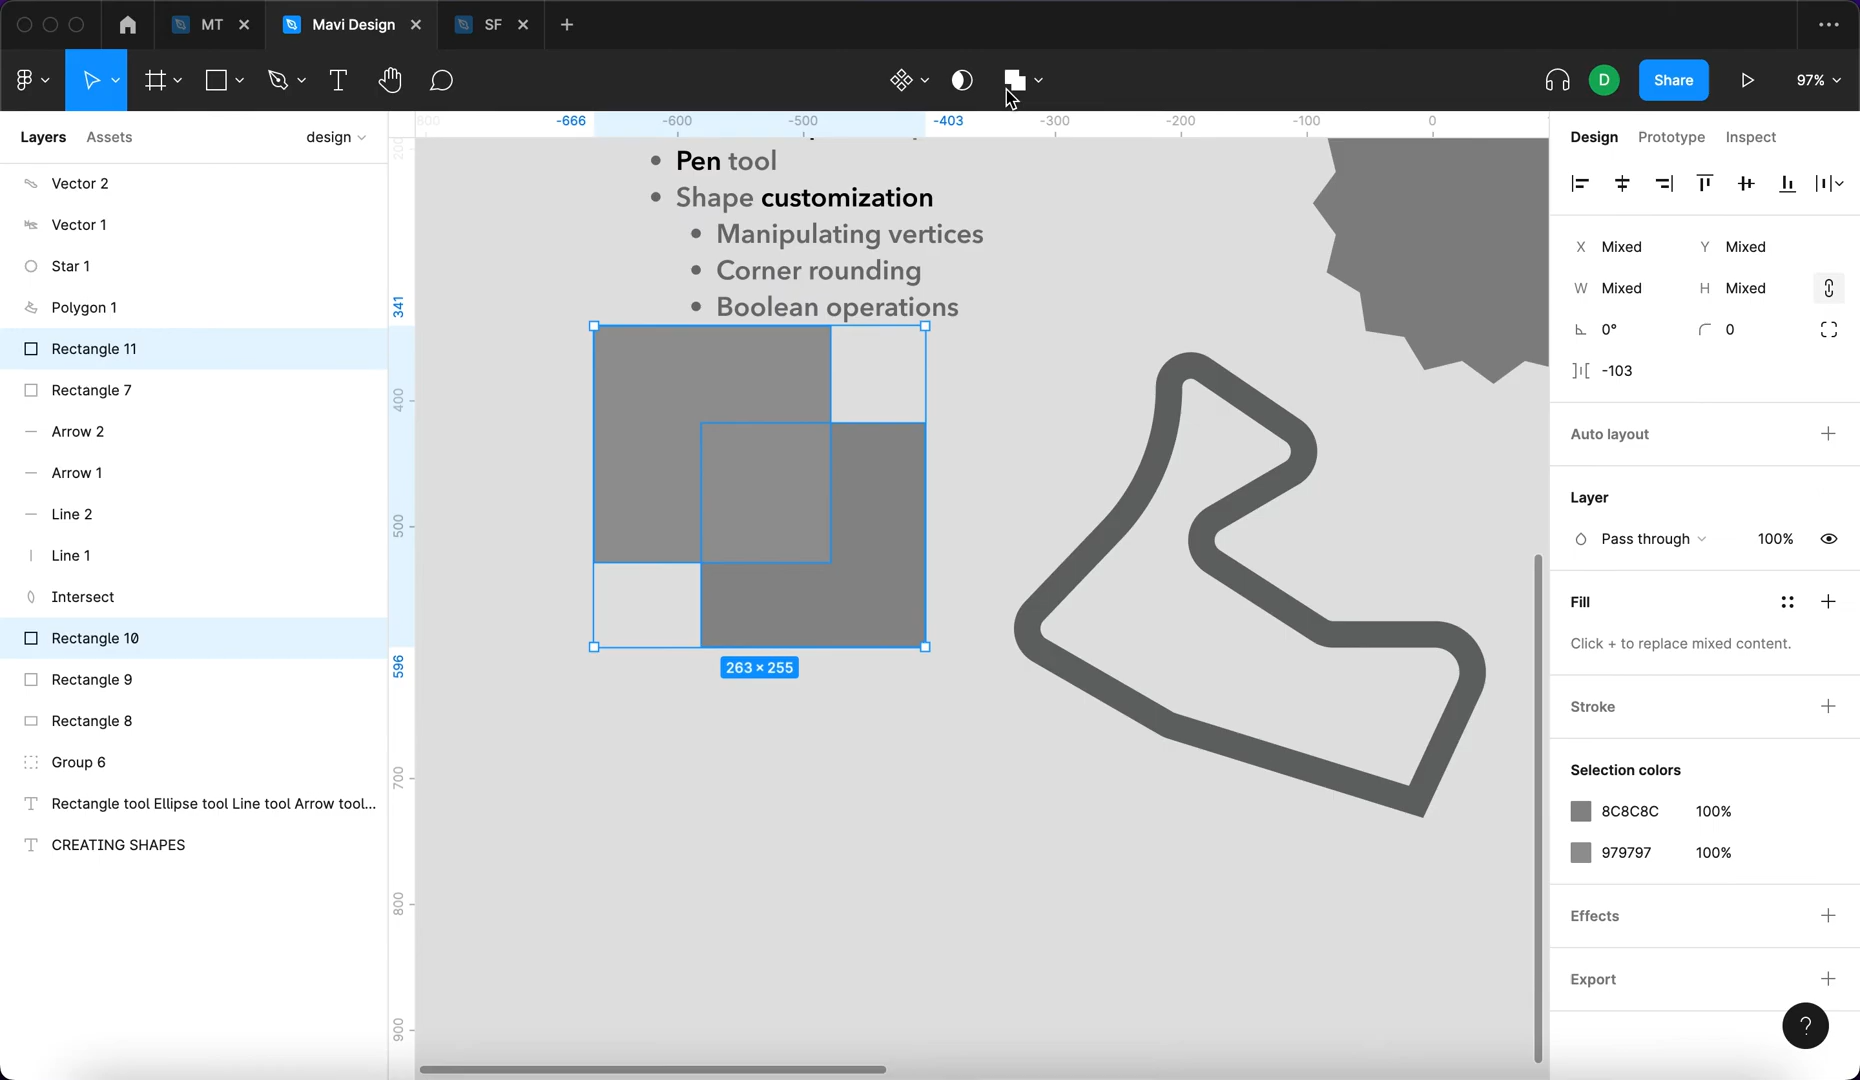 MT
Mavi Design
SF
D
Share
97%
Layers
Assets
design
Vector 2
Vector 1
Star 1
Polygon 1
Rectangle 11
Rectangle 7
Arrow 2
Arrow 1
Line 2
Line 1
Intersect
Rectangle 10
Rectangle 9
Rectangle 8
Group 6
Rectangle tool Ellipse tool Line tool Arrow tool...
CREATING SHAPES
800 -666 -600 -500 -403 -300 -200 -100 0
200
341
400
500
596
700
800
900
• Pen tool
• Shape customization
• Manipulating vertices
• Corner rounding
• Boolean operations
263 × 255
Design Prototype Inspect
X Mixed Y Mixed
W Mixed H Mixed
0° 0
-103
Auto layout
Layer
Pass through 100%
Fill
Click + to replace mixed content.
Stroke
Selection colors
8C8C8C 100%
979797 100%
Effects
Export
?